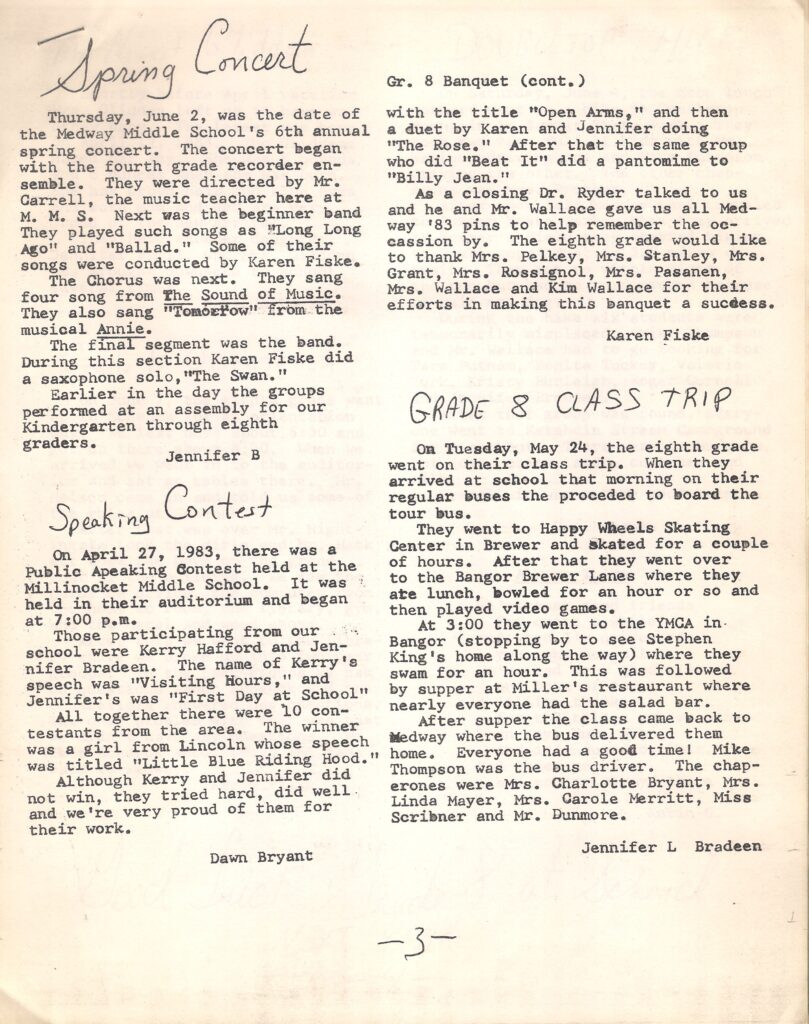 Spring Concert
Thursday, June 2, was the date of
the Medway Middle School's 6th annual
spring concert. The concert began
with the fourth grade recorder en-
semble. They were directed by Mr.
Carrell, the music teacher here at
M. M. S. Next was the beginner band
They played such songs as "Long Long
Ago" and "Ballad." Some of their
songs were conducted by Karen Fiske.
The Chorus was next. They sang
four song from The Sound of Music.
They also sang "Tomorrow" from the
musical Annie.
The final segment was the band.
During this section Karen Fiske did
a saxophone solo,"The Swan."
Earlier in the day the groups
performed at an assembly for our
Kindergarten through eighth
graders.
Jennifer B
Speaking Contest
On April 27, 1983, there was a
Public Apeaking Contest held at the
Millinocket Middle School. It was
held in their auditorium and began
at 7:00 p.m.
Those participating from our
school were Kerry Hafford and Jen-
nifer Bradeen. The name of Kerry's
speech was "Visiting Hours," and
Jennifer's was "First Day at School"
All together there were 10 con-
testants from the area. The winner
was a girl from Lincoln whose speech
was titled "Little Blue Riding Hood."
Although Kerry and Jennifer did
not win, they tried hard, did well
and we're very proud of them for
their work.
Dawn Bryant
Gr. 8 Banquet (cont.)
with the title "Open Arms," and then
a duet by Karen and Jennifer doing
"The Rose." After that the same group
who did "Beat It" did a pantomime to
"Billy Jean."
As a closing Dr. Ryder talked to us
and he and Mr. Wallace gave us all Med-
way '83 pins to help remember the oc-
cassion by. The eighth grade would like
to thank Mrs. Pelkey, Mrs. Stanley, Mrs.
Grant, Mrs. Rossignol, Mrs. Pasanen,
Mrs. Wallace and Kim Wallace for their
efforts in making this banquet a success.
Karen Fiske
GRADE 8 CLASS TRIP
On Tuesday, May 24, the eighth grade
went on their class trip. When they
arrived at school that morning on their
regular buses the proceded to board the
tour bus.
They went to Happy Wheels Skating
Center in Brewer and skated for a couple
of hours. After that they went over
to the Bangor Brewer Lanes where they
ate lunch, bowled for an hour or so and
then played video games.
At 3:00 they went to the YMCA in
Bangor (stopping by to see Stephen
King's home along the way) where they
swam for an hour. This was followed
by supper at Miller's restaurant where
nearly everyone had the salad bar.
After supper the class came back to
Medway where the bus delivered them
home. Everyone had a good time! Mike
Thompson was the bus driver. The chap-
erones were Mrs. Charlotte Bryant, Mrs.
Linda Mayer, Mrs. Carole Merritt, Miss
Scribner and Mr. Dunmore.
Jennifer L Bradeen
-3-